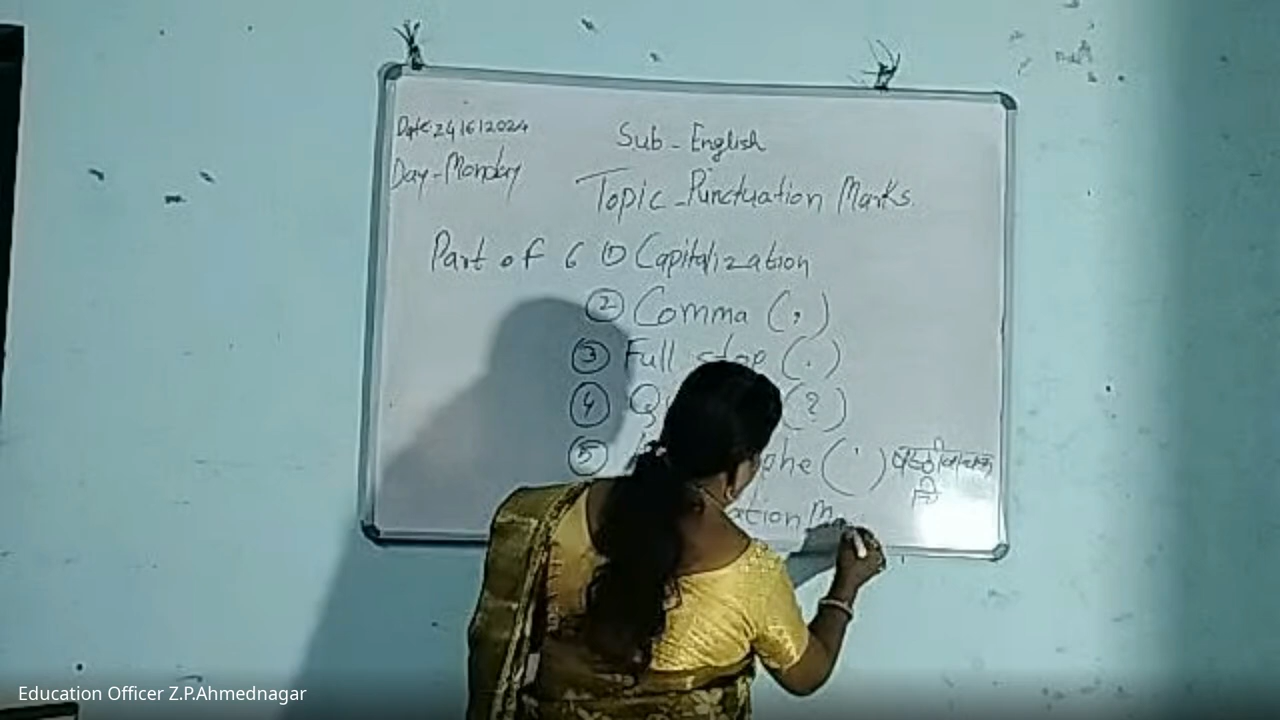 Date: 24/6/2024
Sub - English
Day - Monday
Topic - Punctuation Marks.
Part of 6 ① Capitalization
② Comma (,)
③ Full stop (.)
④ (?)
⑤ (')
Education Officer Z.P.Ahmednagar